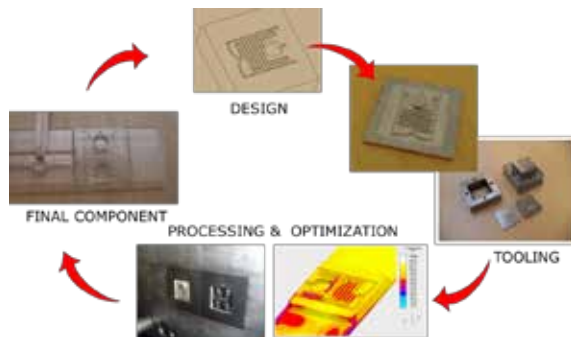 DESIGN
FINAL COMPONENT
PROCESSING & OPTIMIZATION
TOOLING